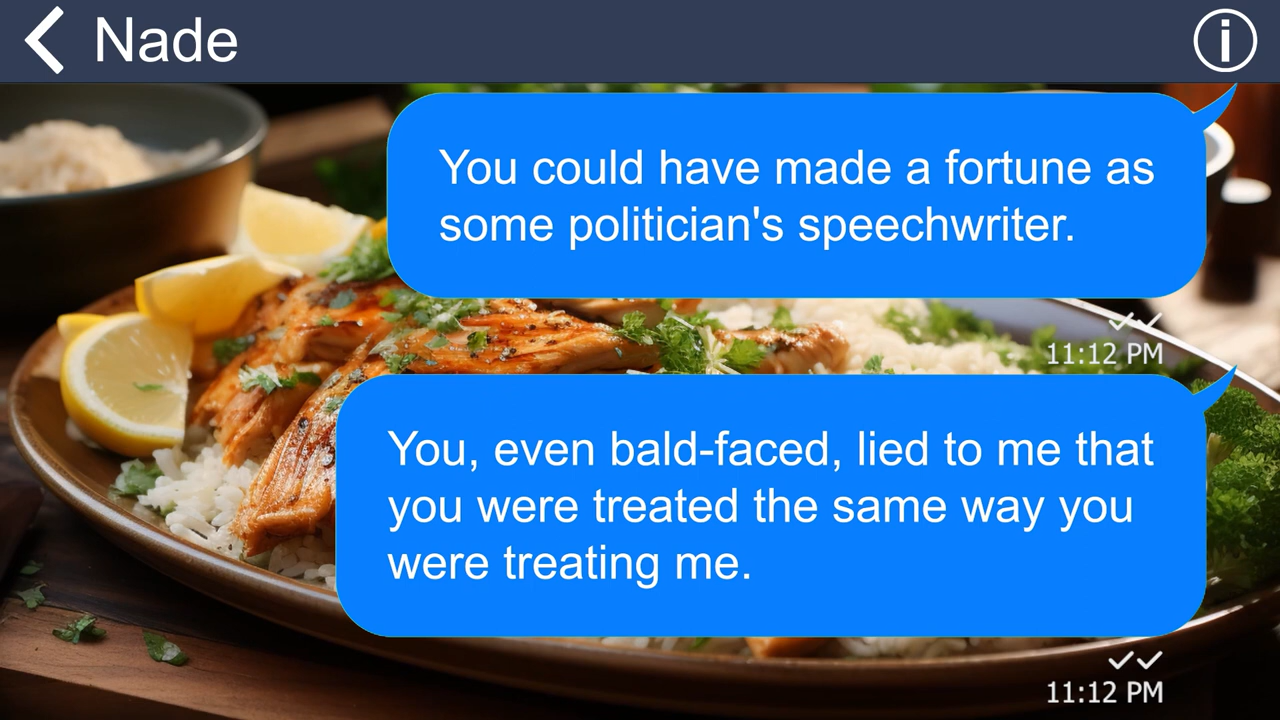 Nade
You could have made a fortune as
some politician's speechwriter.
11:12 PM
You, even bald-faced, lied to me that
you were treated the same way you
were treating me.
11:12 PM